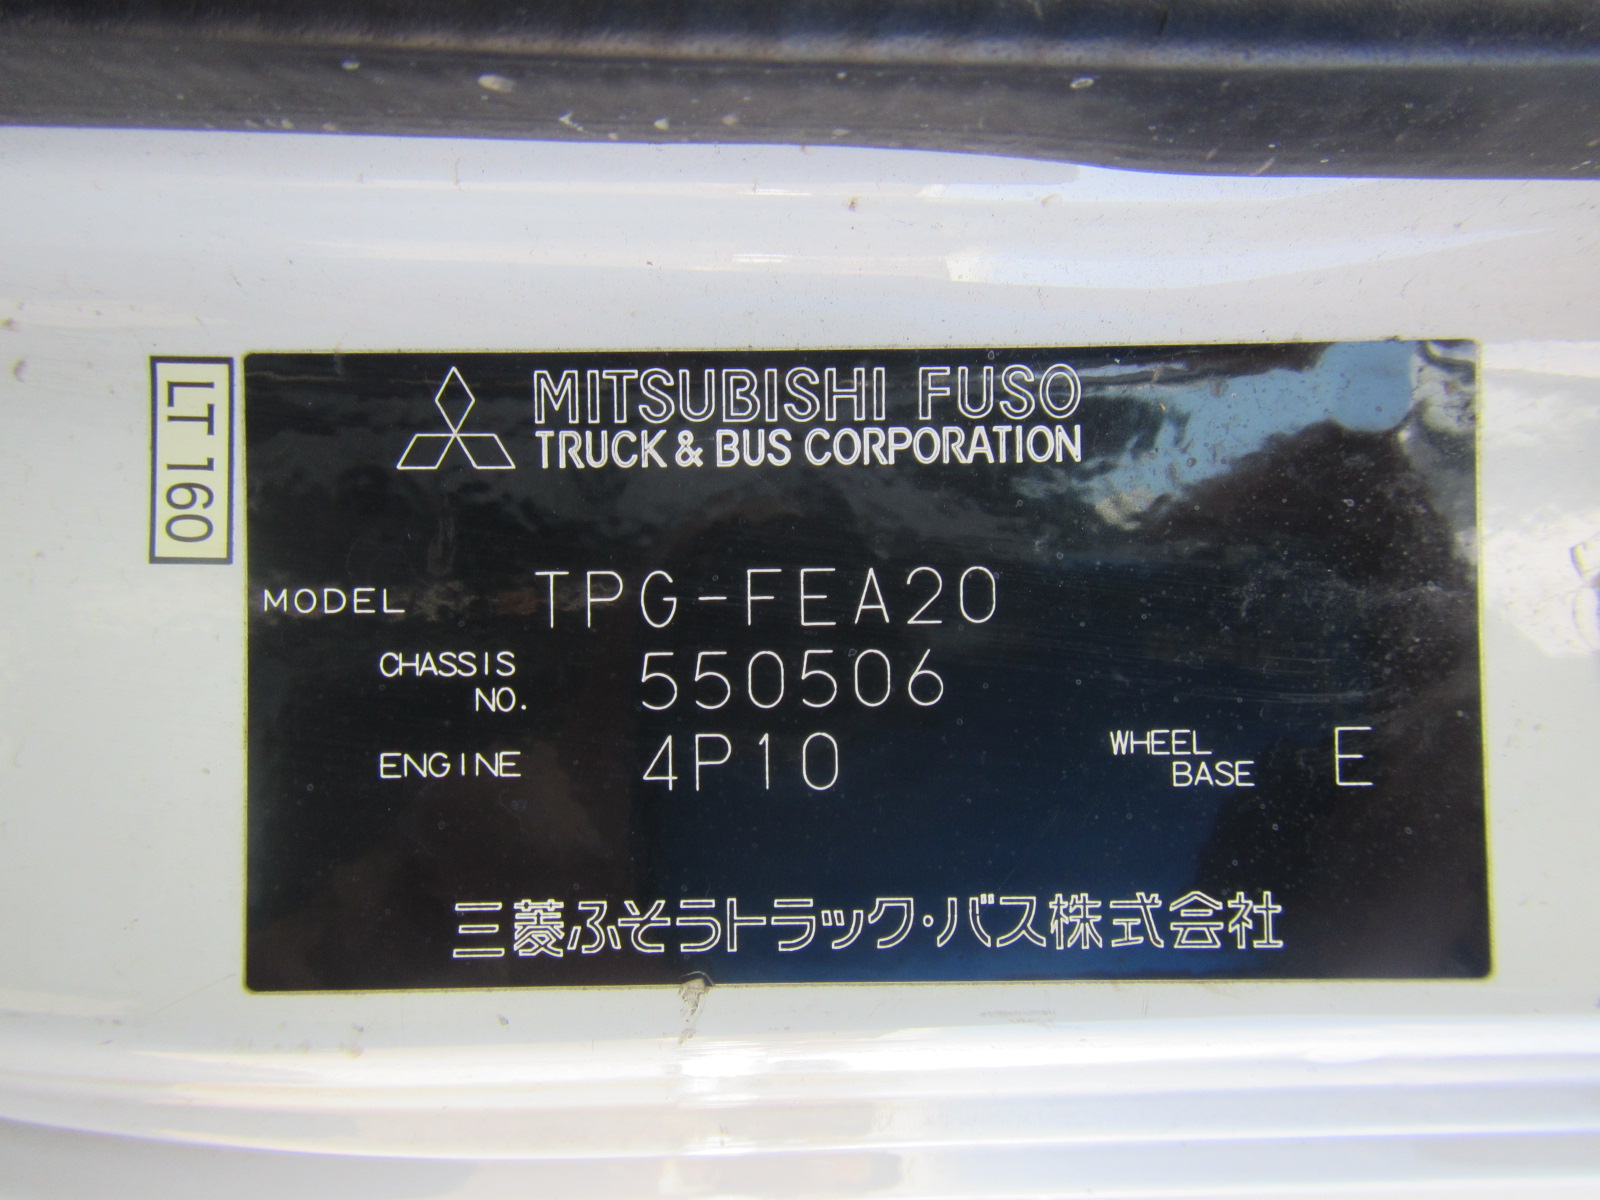 LT 160
MITSUBISHI FUSO
TRUCK & BUS CORPORATION
MODEL TPG-FEA20
CHASSIS NO. 550506
ENGINE 4P10 WHEEL BASE E
三菱ふそうトラック・バス株式会社